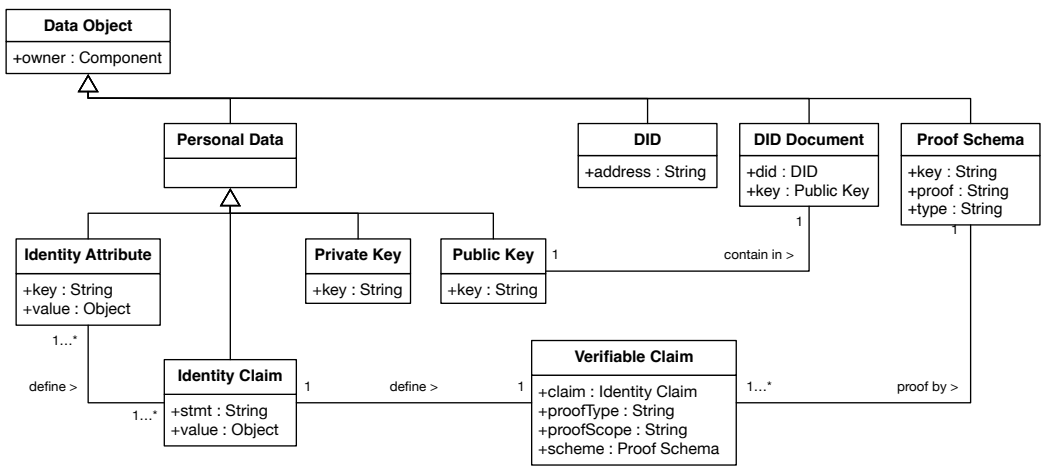 Data Object
+owner : Component
Personal Data
DID
+address : String
DID Document
+did : DID
+key : Public Key
Proof Schema
+key : String
+proof : String
+type : String
1
1
Identity Attribute
+key : String
+value : Object
Private Key
+key : String
Public Key
+key : String
1
contain in >
1...*
define >
1...*
Identity Claim
+stmt : String
+value : Object
1
define >
1
Verifiable Claim
+claim : Identity Claim
+proofType : String
+proofScope : String
+scheme : Proof Schema
1...*
proof by >